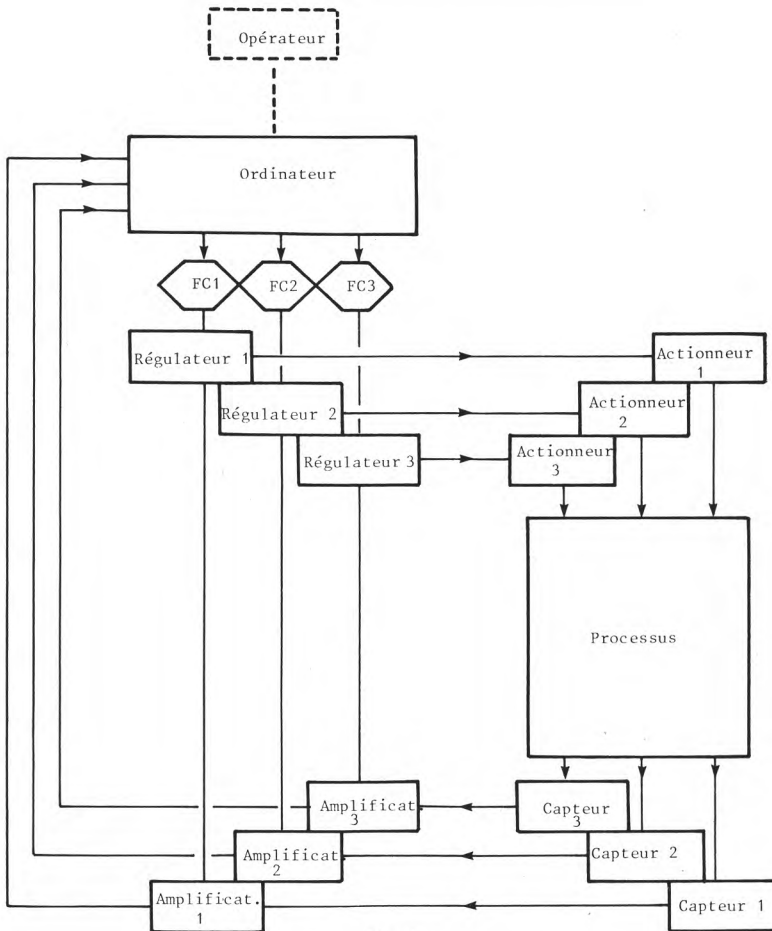 Opérateur
Ordinateur
FC1
FC2
FC3
Régulateur 1
Actionneur
1
Régulateur 2
Actionneur
2
Régulateur 3
Actionneur
3
Processus
Amplificat.
3
Capteur
3
Amplificat.
2
Capteur 2
Amplificat.
1
Capteur 1